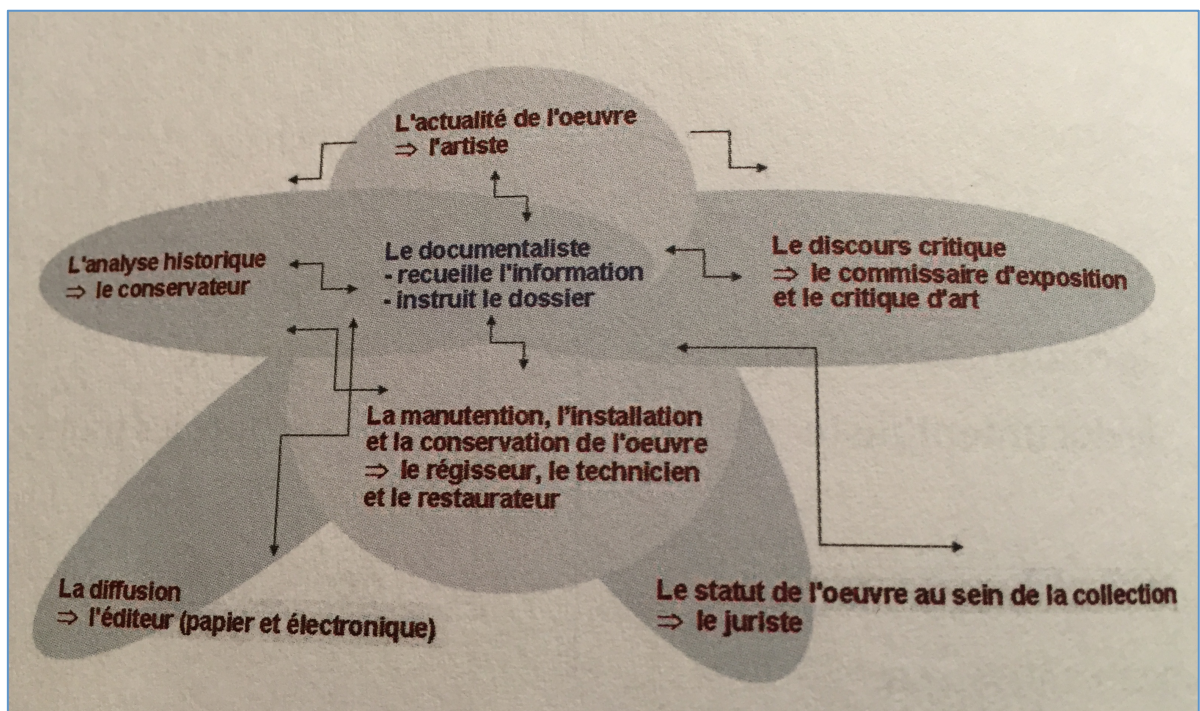 L'actualité de l'oeuvre
⇒ l'artiste
L'analyse historique
⇒ le conservateur
Le documentaliste
- recueille l'information
- instruit le dossier
Le discours critique
⇒ le commissaire d'exposition
et le critique d'art
La manutention, l'installation
et la conservation de l'oeuvre
⇒ le régisseur, le technicien
et le restaurateur
La diffusion
⇒ l'éditeur (papier et électronique)
Le statut de l'oeuvre au sein de la collection
⇒ le juriste